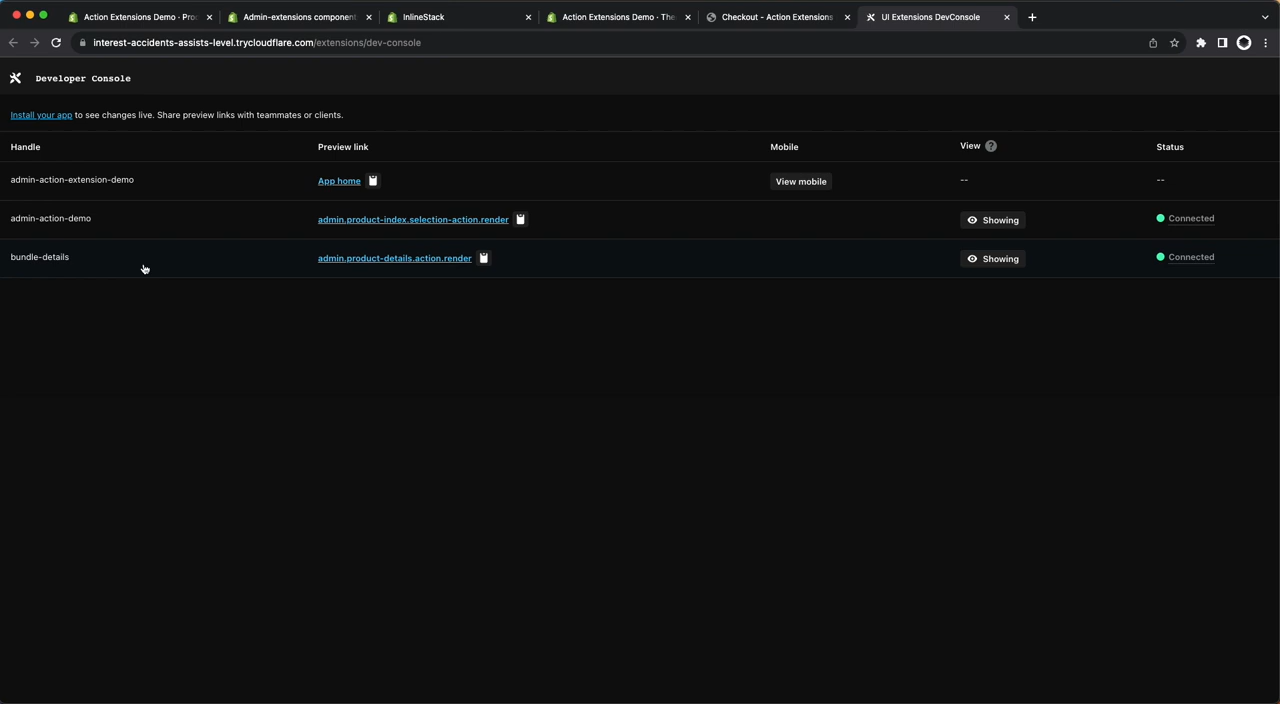 Action Extensions Demo · Proc
Admin-extensions component
InlineStack
Action Extensions Demo · The
Checkout - Action Extensions
UI Extensions DevConsole
interest-accidents-assists-level.trycloudflare.com/extensions/dev-console
Developer Console
Install your app to see changes live. Share preview links with teammates or clients.
Handle Preview link Mobile View ? Status
admin-action-extension-demo App home View mobile -- --
admin-action-demo admin.product-index.selection-action.render Showing Connected
bundle-details admin.product-details.action.render Showing Connected